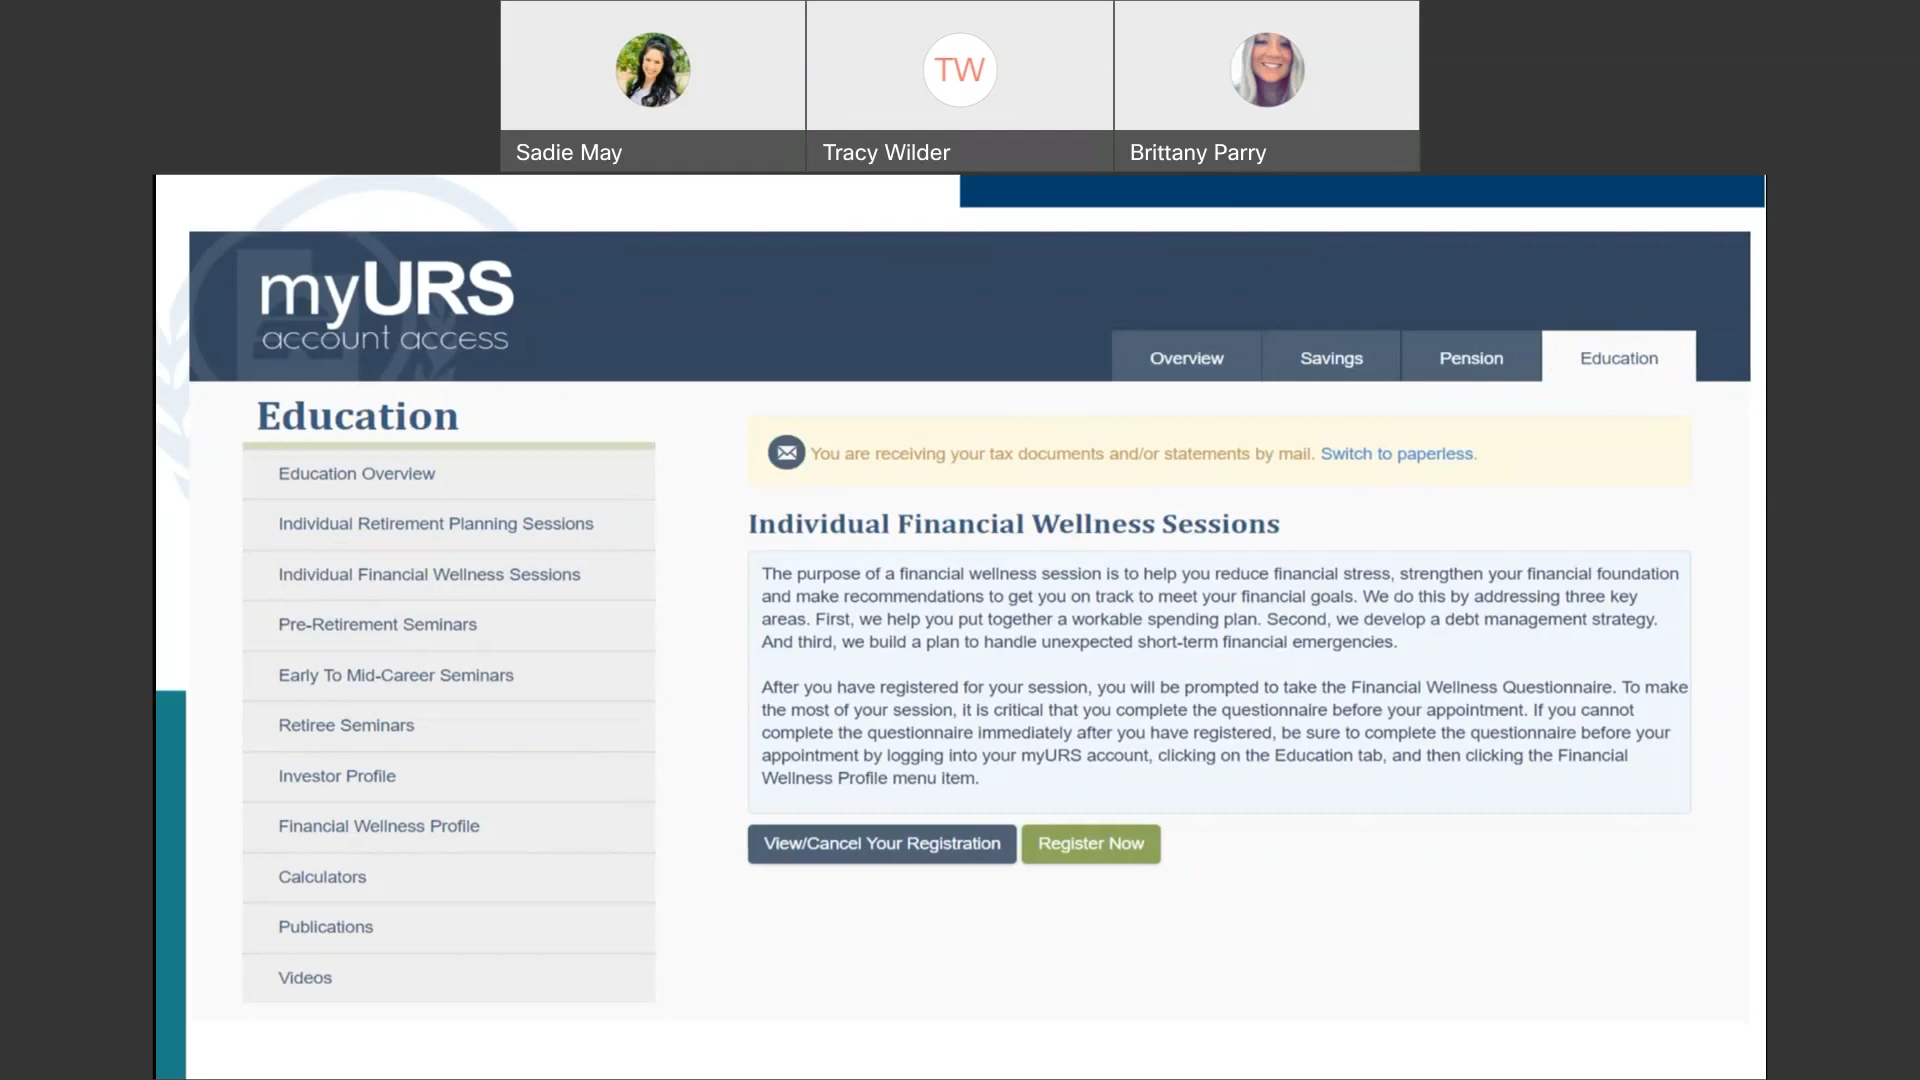 TW
Sadie May
Tracy Wilder
Brittany Parry
myURS
account access
Overview
Savings
Pension
Education
Education
Education Overview
Individual Retirement Planning Sessions
Individual Financial Wellness Sessions
Pre-Retirement Seminars
Early To Mid-Career Seminars
Retiree Seminars
Investor Profile
Financial Wellness Profile
Calculators
Publications
Videos
You are receiving your tax documents and/or statements by mail. Switch to paperless.
Individual Financial Wellness Sessions
The purpose of a financial wellness session is to help you reduce financial stress, strengthen your financial foundation
and make recommendations to get you on track to meet your financial goals. We do this by addressing three key
areas. First, we help you put together a workable spending plan. Second, we develop a debt management strategy.
And third, we build a plan to handle unexpected short-term financial emergencies.
After you have registered for your session, you will be prompted to take the Financial Wellness Questionnaire. To make
the most of your session, it is critical that you complete the questionnaire before your appointment. If you cannot
complete the questionnaire immediately after you have registered, be sure to complete the questionnaire before your
appointment by logging into your myURS account, clicking on the Education tab, and then clicking the Financial
Wellness Profile menu item.
View/Cancel Your Registration
Register Now